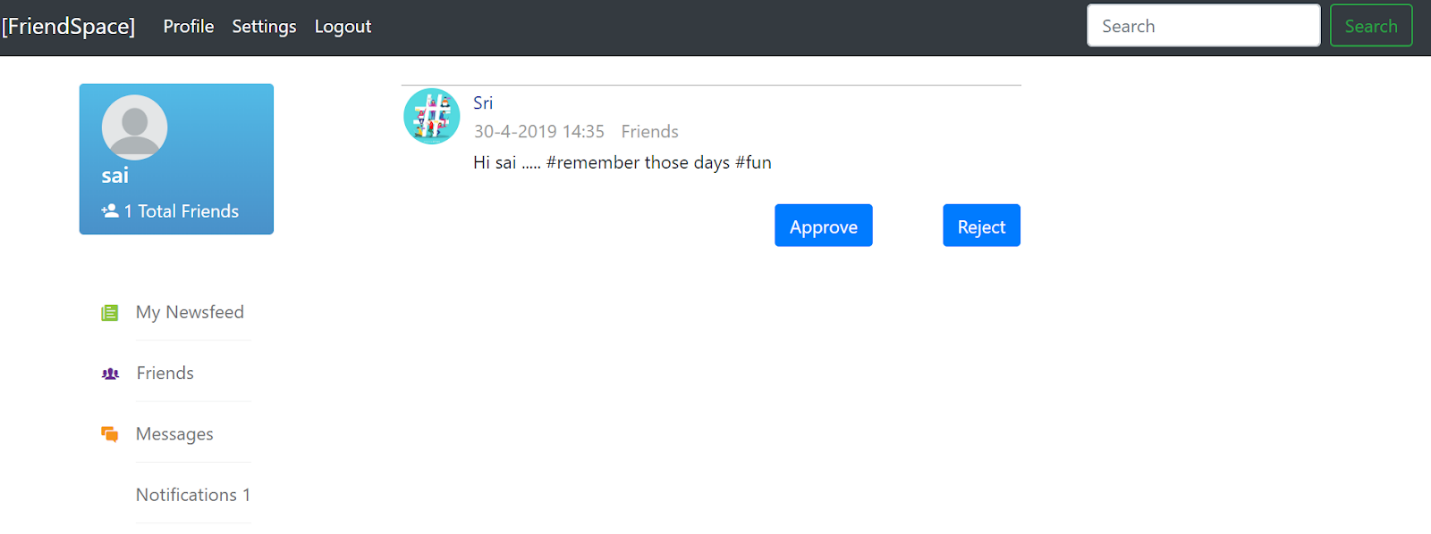 [FriendSpace] Profile Settings Logout Search Search
sai
1 Total Friends
My Newsfeed
Friends
Messages
Notifications 1
Sri
30-4-2019 14:35 Friends
Hi sai ..... #remember those days #fun
Approve Reject